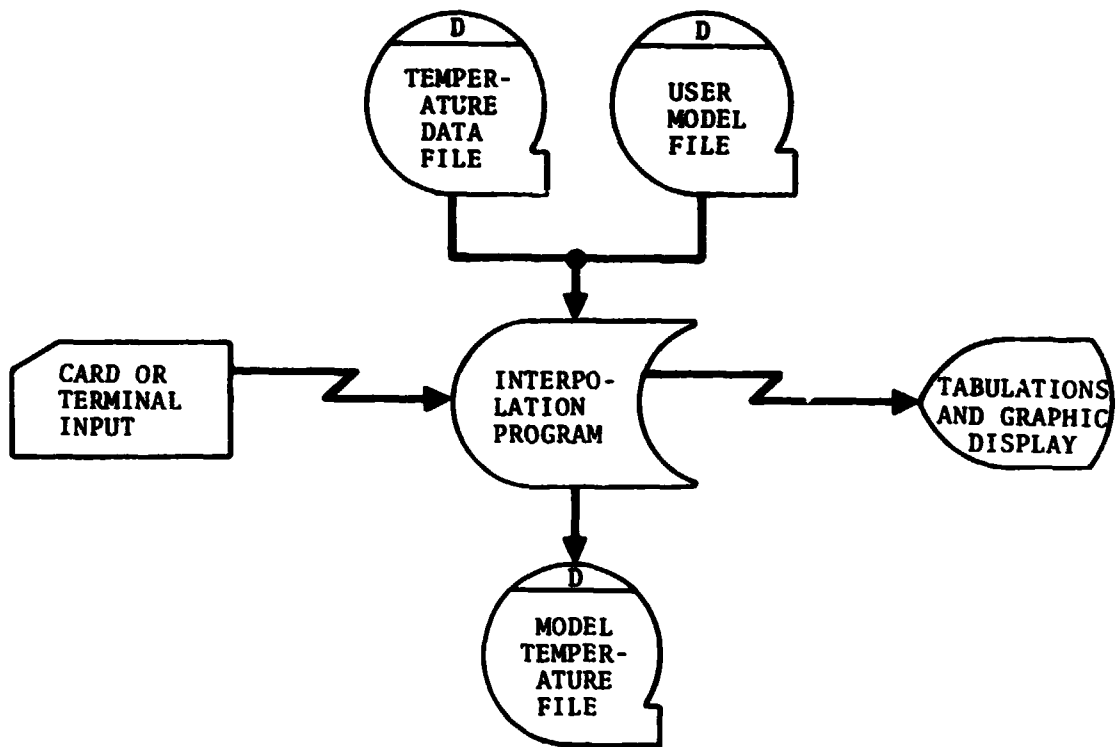 D
TEMPER-
ATURE
DATA
FILE
D
USER
MODEL
FILE
CARD OR
TERMINAL
INPUT
INTERPO-
LATION
PROGRAM
TABULATIONS
AND GRAPHIC
DISPLAY
D
MODEL
TEMPER-
ATURE
FILE